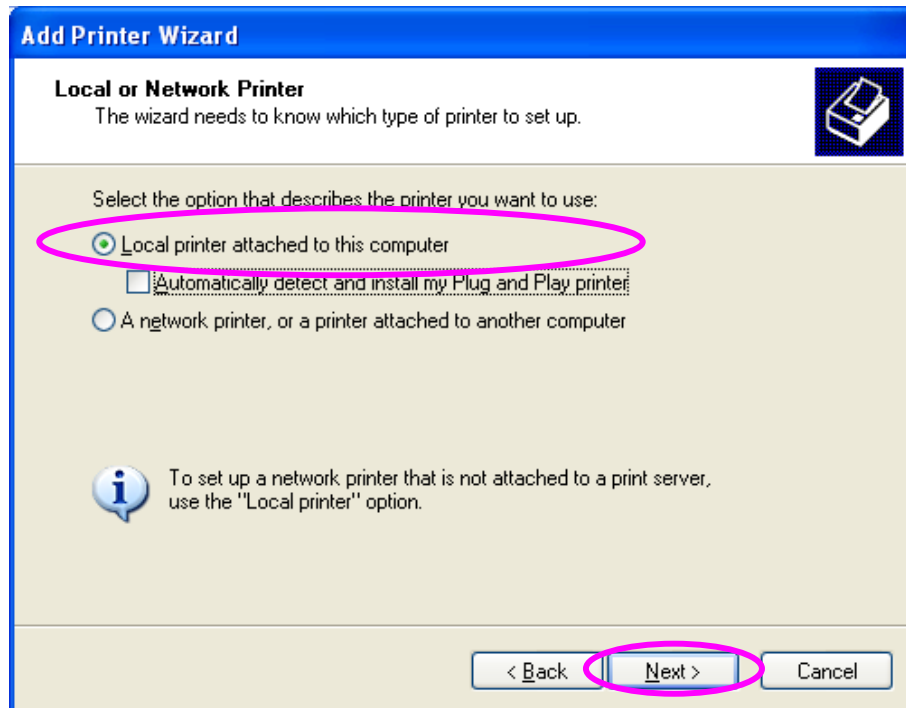 Add Printer Wizard
Local or Network Printer
The wizard needs to know which type of printer to set up.
Select the option that describes the printer you want to use:
Local printer attached to this computer
Automatically detect and install my Plug and Play printer
A network printer, or a printer attached to another computer
To set up a network printer that is not attached to a print server,
use the "Local printer" option.
< Back
Next >
Cancel